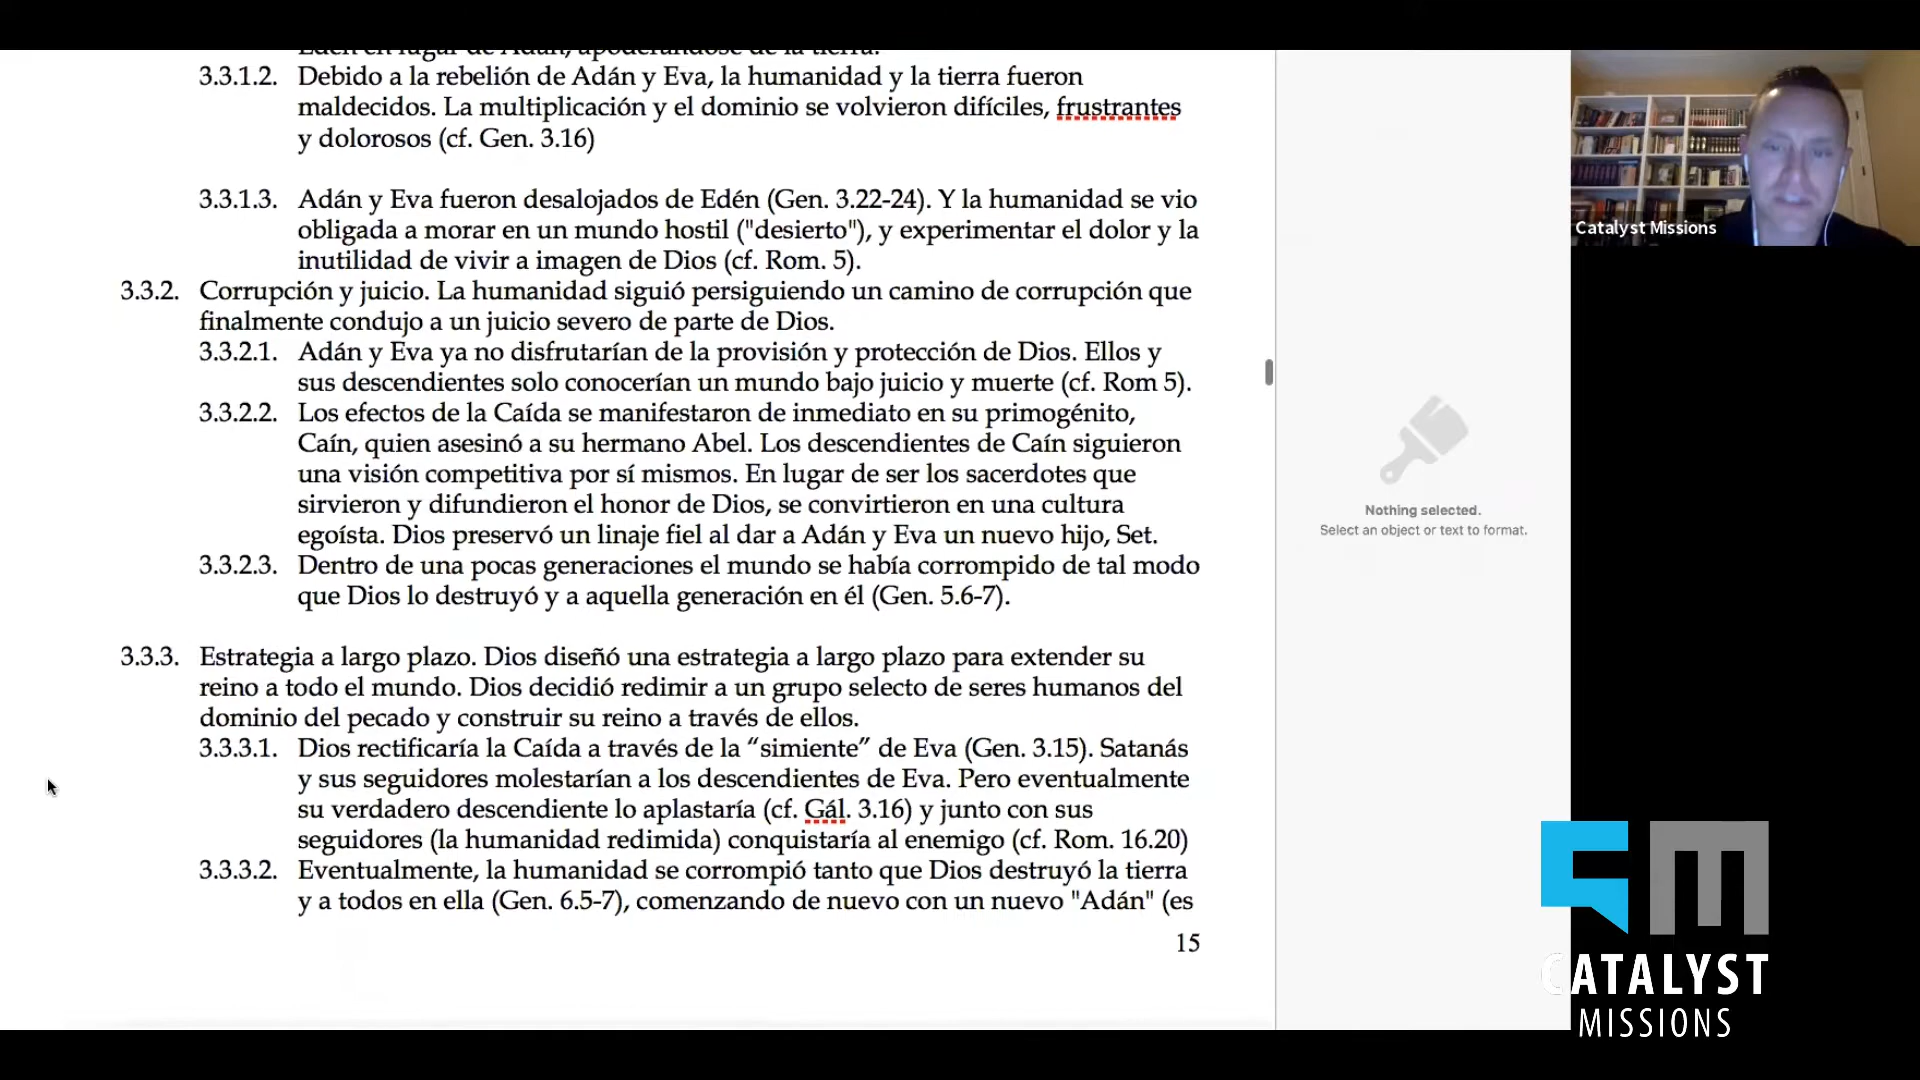 Edén en lugar de Adán, apoderándose de la tierra.
3.3.1.2. Debido a la rebelión de Adán y Eva, la humanidad y la tierra fueron
maldecidos. La multiplicación y el dominio se volvieron difíciles, frustrantes
y dolorosos (cf. Gen. 3.16)
3.3.1.3. Adán y Eva fueron desalojados de Edén (Gen. 3.22-24). Y la humanidad se vio
obligada a morar en un mundo hostil ("desierto"), y experimentar el dolor y la
inutilidad de vivir a imagen de Dios (cf. Rom. 5).
3.3.2. Corrupción y juicio. La humanidad siguió persiguiendo un camino de corrupción que
finalmente condujo a un juicio severo de parte de Dios.
3.3.2.1. Adán y Eva ya no disfrutarían de la provisión y protección de Dios. Ellos y
sus descendientes solo conocerían un mundo bajo juicio y muerte (cf. Rom 5).
3.3.2.2. Los efectos de la Caída se manifestaron de inmediato en su primogénito,
Caín, quien asesinó a su hermano Abel. Los descendientes de Caín siguieron
una visión competitiva por sí mismos. En lugar de ser los sacerdotes que
sirvieron y difundieron el honor de Dios, se convirtieron en una cultura
egoísta. Dios preservó un linaje fiel al dar a Adán y Eva un nuevo hijo, Set.
3.3.2.3. Dentro de una pocas generaciones el mundo se había corrompido de tal modo
que Dios lo destruyó y a aquella generación en él (Gen. 5.6-7).
3.3.3. Estrategia a largo plazo. Dios diseñó una estrategia a largo plazo para extender su
reino a todo el mundo. Dios decidió redimir a un grupo selecto de seres humanos del
dominio del pecado y construir su reino a través de ellos.
3.3.3.1. Dios rectificaría la Caída a través de la “simiente” de Eva (Gen. 3.15). Satanás
y sus seguidores molestarían a los descendientes de Eva. Pero eventualmente
su verdadero descendiente lo aplastaría (cf. Gál. 3.16) y junto con sus
seguidores (la humanidad redimida) conquistaría al enemigo (cf. Rom. 16.20)
3.3.3.2. Eventualmente, la humanidad se corrompió tanto que Dios destruyó la tierra
y a todos en ella (Gen. 6.5-7), comenzando de nuevo con un nuevo "Adán" (es
15
Nothing selected.
Select an object or text to format.
Catalyst Missions
CATALYST
MISSIONS